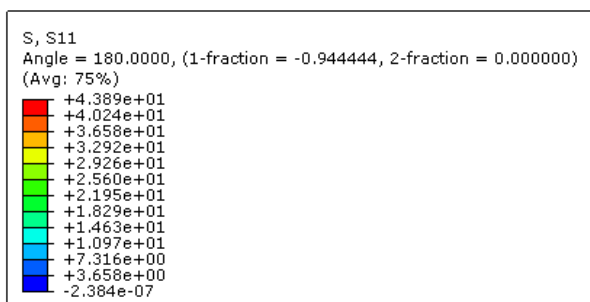 S, S11
Angle = 180.0000, (1-fraction = -0.944444, 2-fraction = 0.000000)
(Avg: 75%)
+4.389e+01
+4.024e+01
+3.658e+01
+3.292e+01
+2.926e+01
+2.560e+01
+2.195e+01
+1.829e+01
+1.463e+01
+1.097e+01
+7.316e+00
+3.658e+00
-2.384e-07